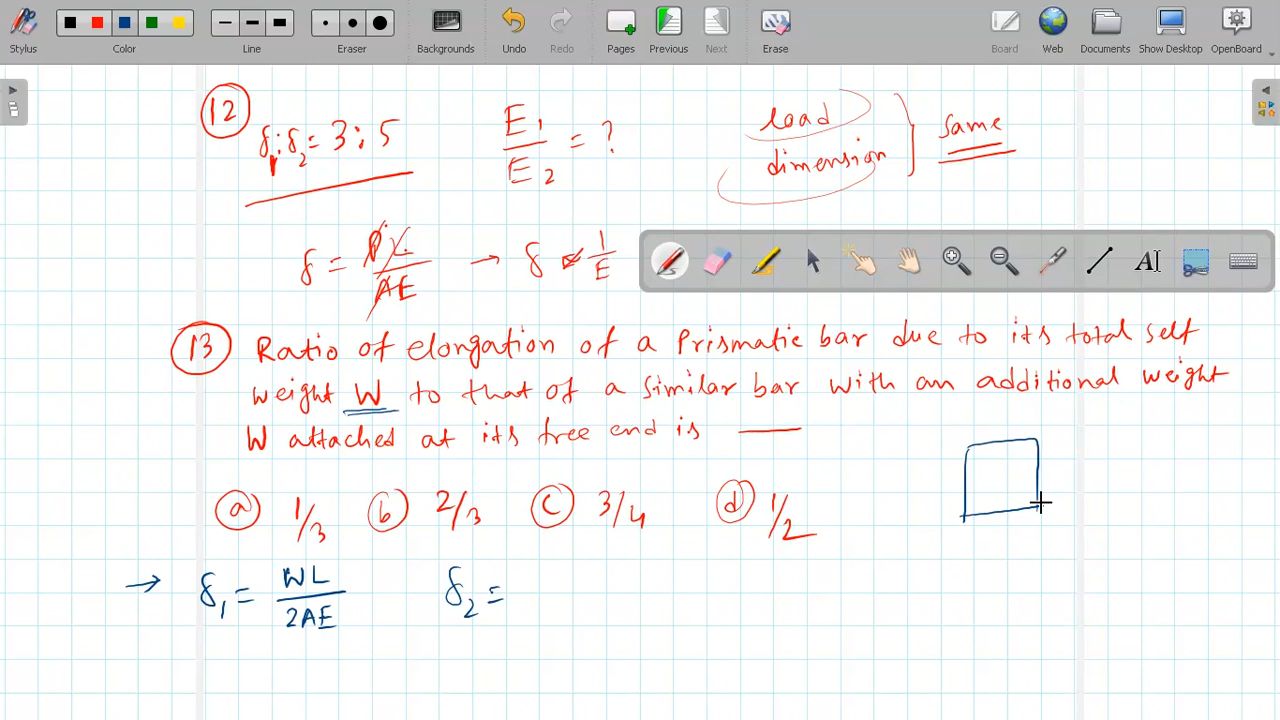 Stylus Color Line Eraser Backgrounds Undo Redo Pages Previous Next Erase Board Web Documents Show Desktop OpenBoard
12 δ1:δ2 = 3:5 E1/E2 = ? load dimension } same
δ = PL/AE → δ ∝ 1/E
13 Ratio of elongation of a Prismatic bar due to its total self
weight W to that of a similar bar with an additional weight
W attached at its free end is ___
a 1/3 b 2/3 c 3/4 d 1/2
→ δ1 = WL/2AE δ2 =